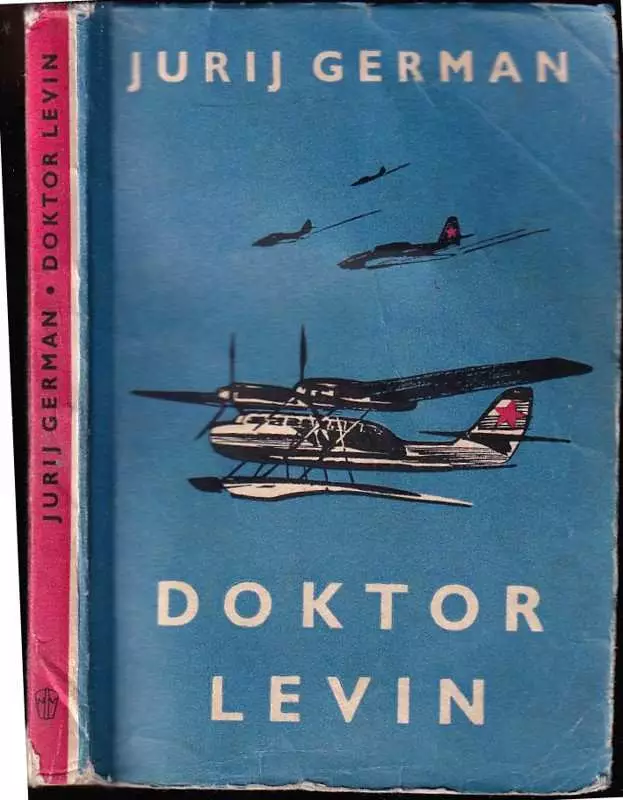 JURIJ GERMAN
DOKTOR
LEVIN
JURIJ GERMAN • DOKTOR LEVIN